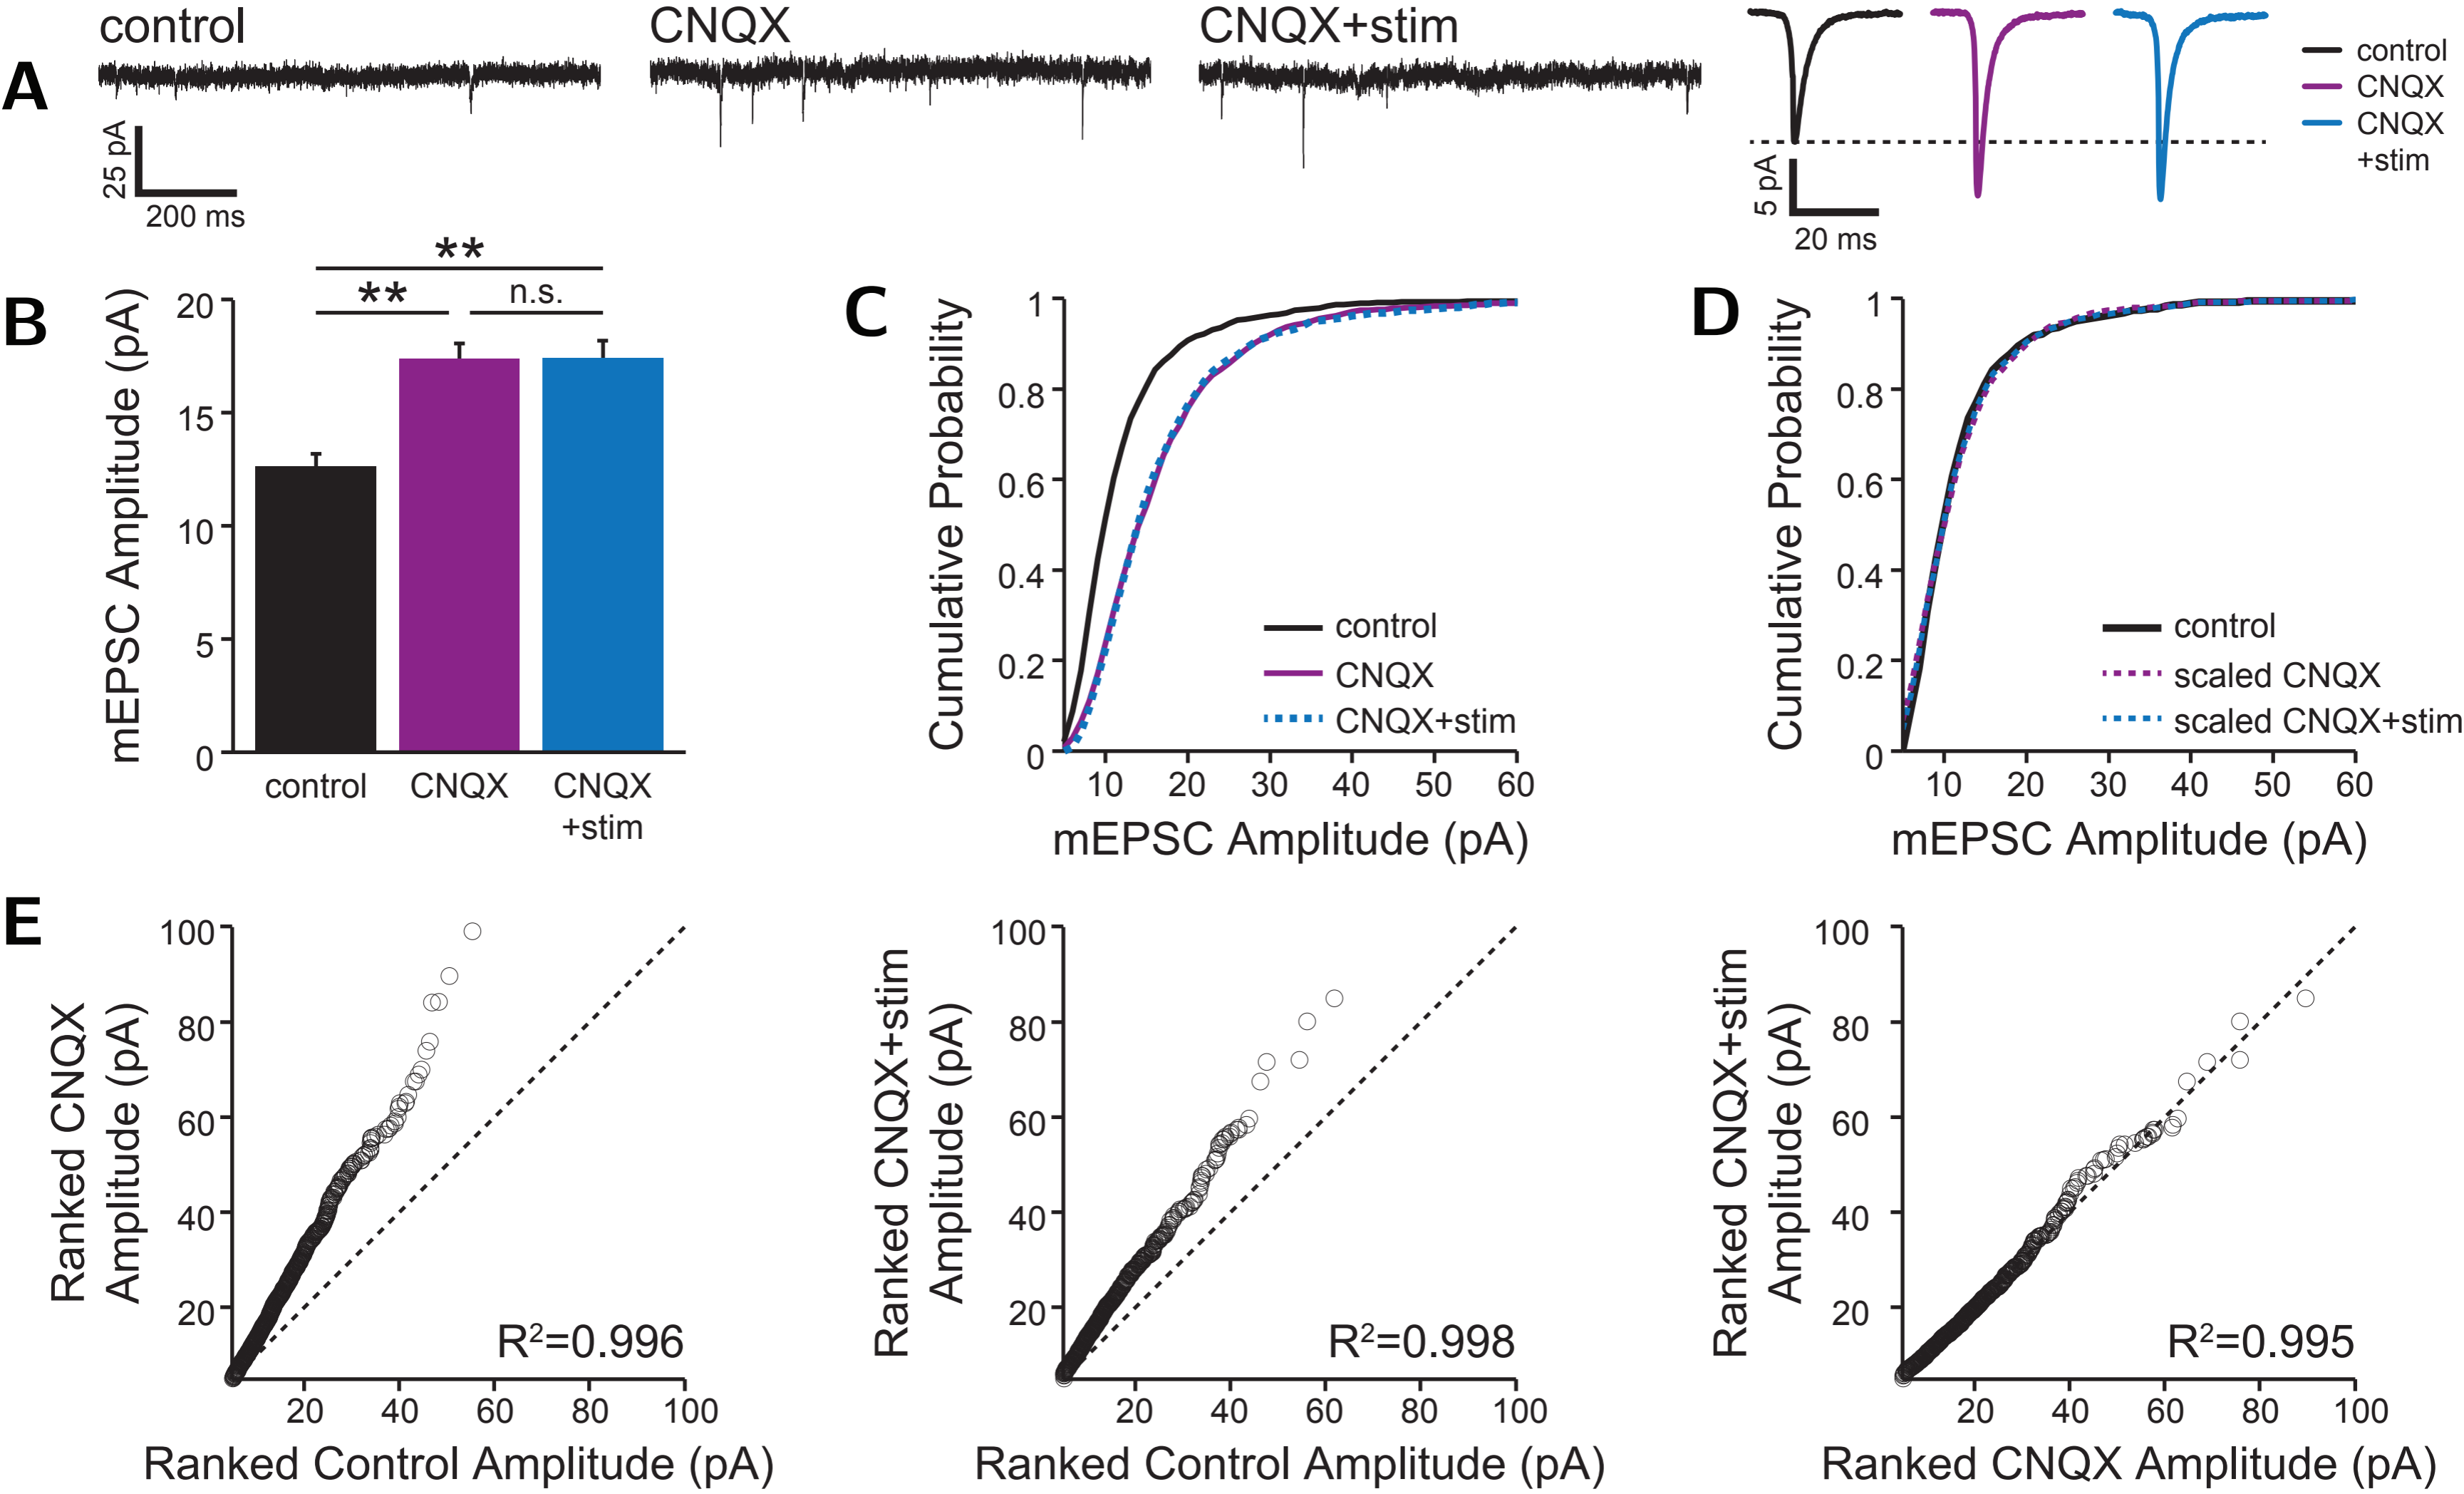 A
control
CNQX
CNQX+stim
25 pA
200 ms
5 pA
20 ms
control
CNQX
CNQX
+stim
B
**
**
n.s.
mEPSC Amplitude (pA)
20
15
10
5
0
control
CNQX
CNQX
+stim
C
Cumulative Probability
1
0.8
0.6
0.4
0.2
0
control
CNQX
CNQX+stim
10 20 30 40 50 60
mEPSC Amplitude (pA)
D
Cumulative Probability
1
0.8
0.6
0.4
0.2
0
control
scaled CNQX
scaled CNQX+stim
10 20 30 40 50 60
mEPSC Amplitude (pA)
E
Ranked CNQX
Amplitude (pA)
100
80
60
40
20
R²=0.996
20 40 60 80 100
Ranked Control Amplitude (pA)
Ranked CNQX+stim
Amplitude (pA)
100
80
60
40
20
R²=0.998
20 40 60 80 100
Ranked Control Amplitude (pA)
Ranked CNQX+stim
Amplitude (pA)
100
80
60
40
20
R²=0.995
20 40 60 80 100
Ranked CNQX Amplitude (pA)